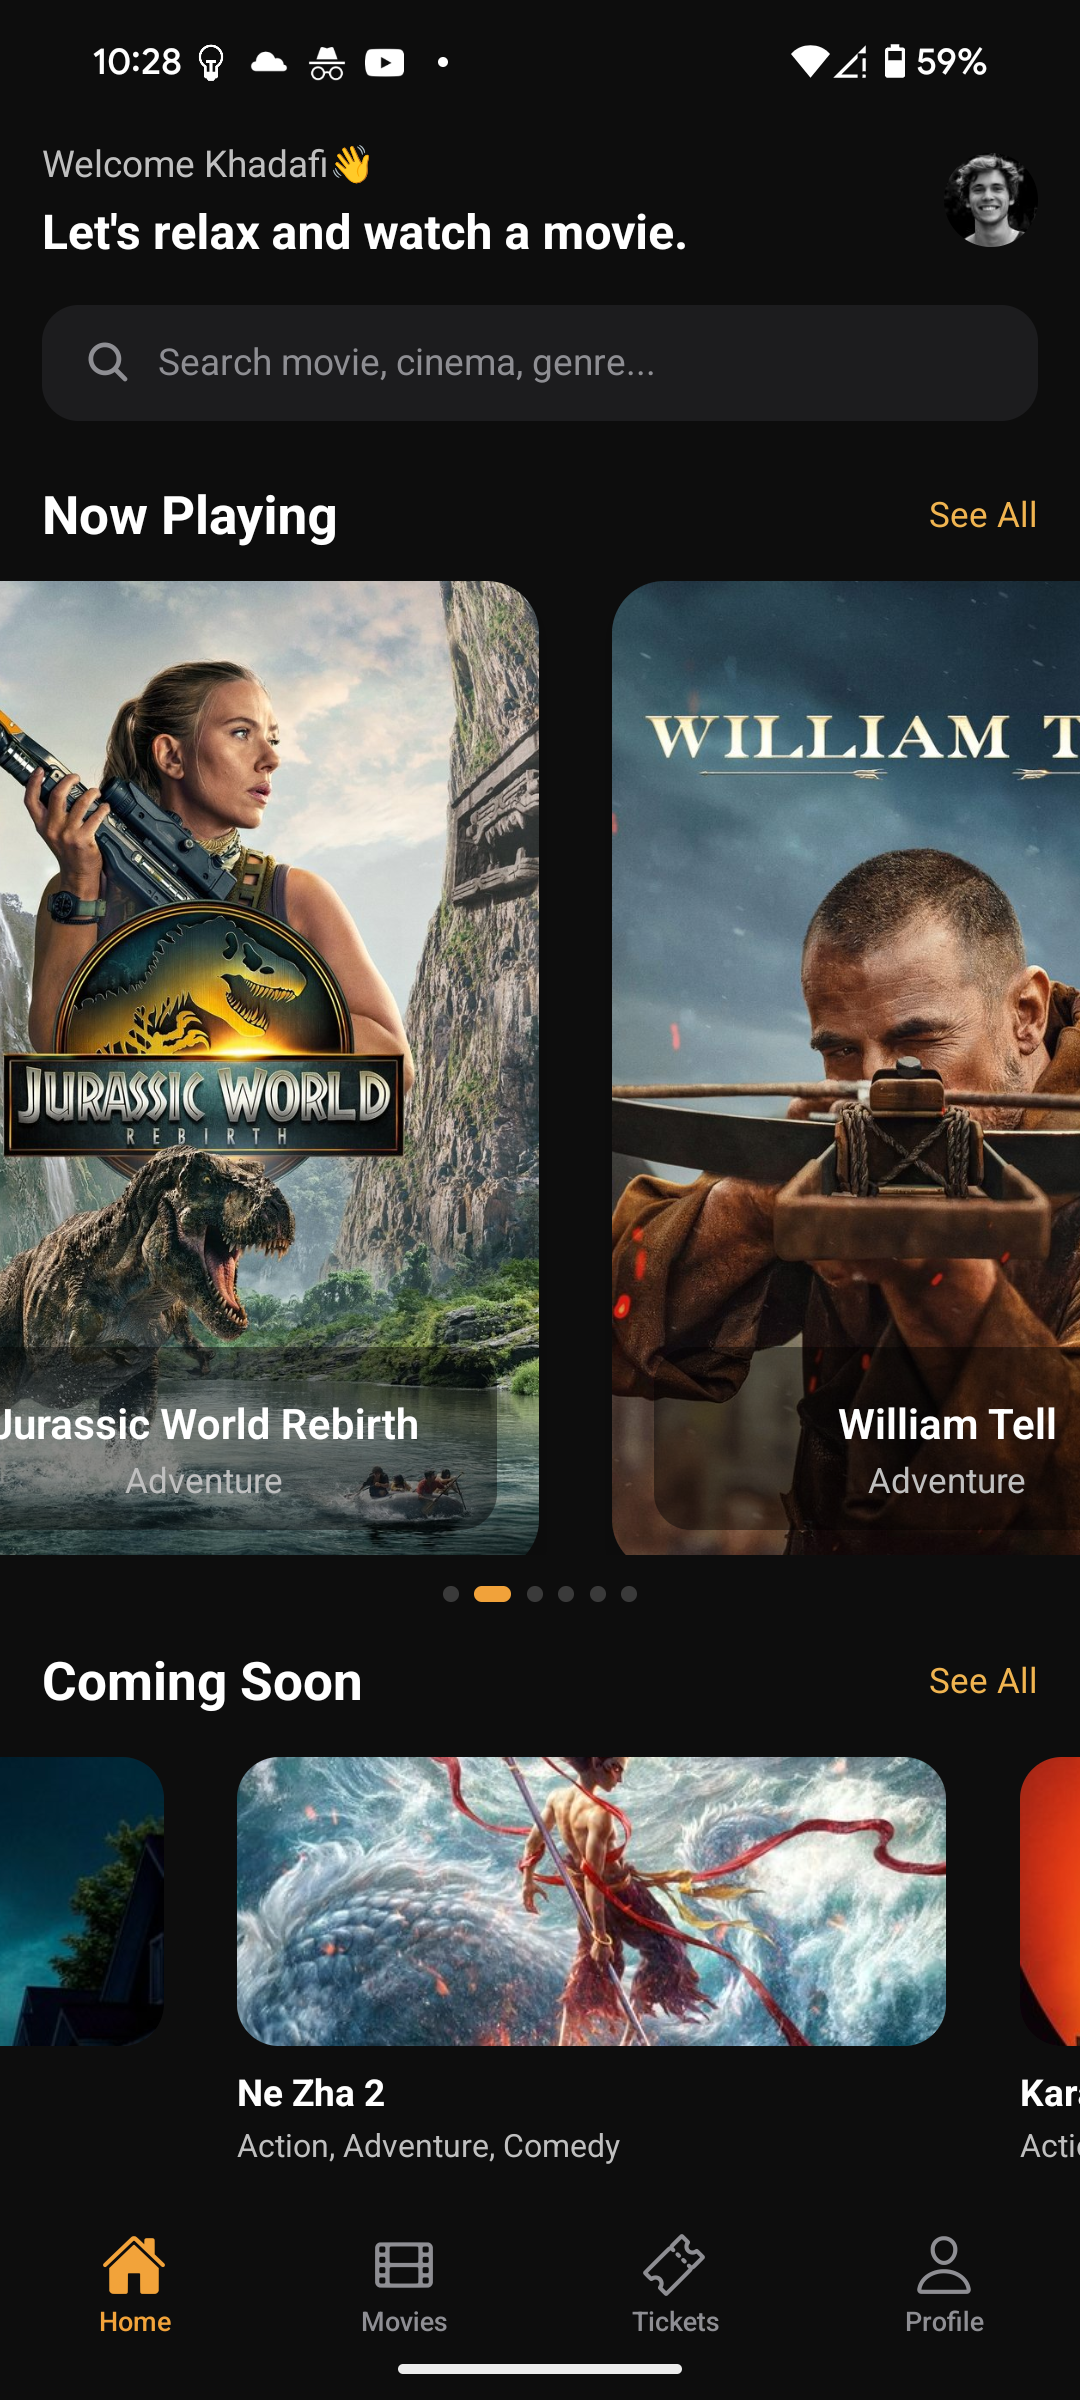 10:28
59%
Welcome Khadafi👋
Let's relax and watch a movie.
Search movie, cinema, genre...
Now Playing
See All
WILLIAM T
JURASSIC WORLD
REBIRTH
Jurassic World Rebirth
Adventure
William Tell
Adventure
Coming Soon
See All
Ne Zha 2
Action, Adventure, Comedy
Kara
Actio
Home
Movies
Tickets
Profile